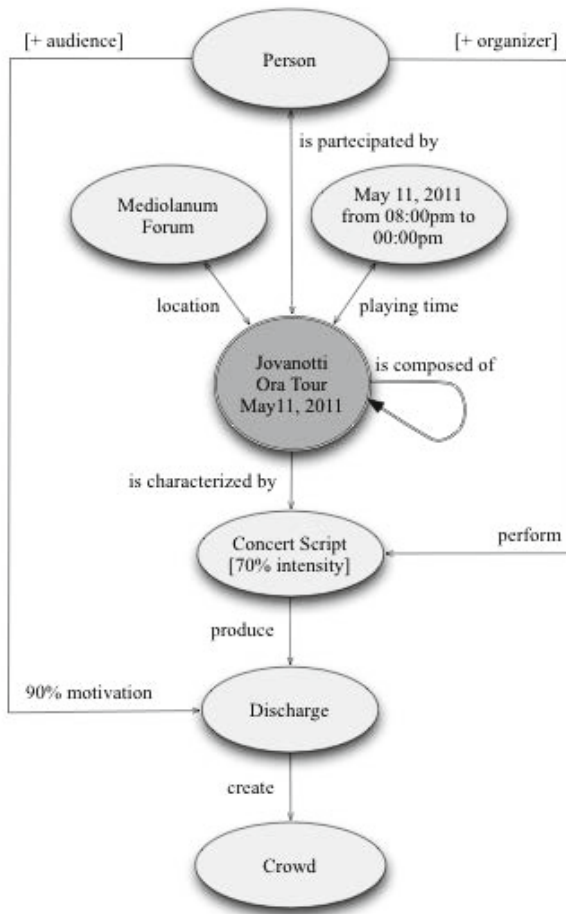 [+ audience]
[+ organizer]
Person
is partecipated by
Mediolanum
Forum
May 11, 2011
from 08:00pm to
00:00pm
location
playing time
Jovanotti
Ora Tour
May11, 2011
is composed of
is characterized by
Concert Script
[70% intensity]
perform
produce
90% motivation
Discharge
create
Crowd